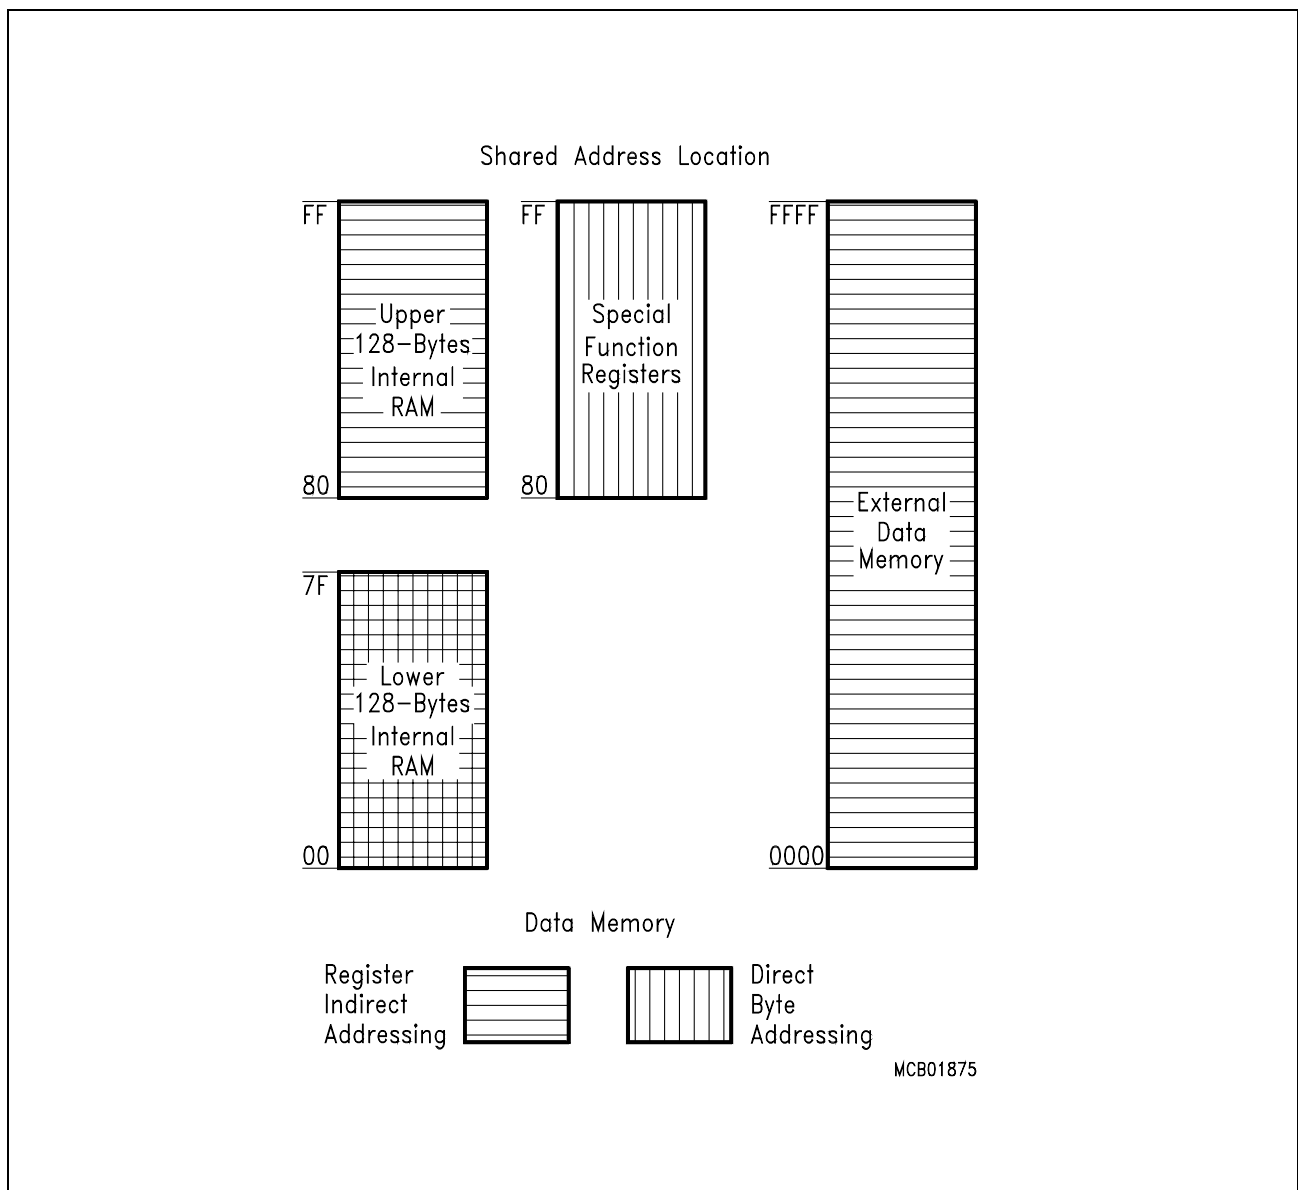 Shared Address Location
FF
FF
FFFF
Upper
128-Bytes
Internal
RAM
Special
Function
Registers
80
80
External
Data
Memory
7F
Lower
128-Bytes
Internal
RAM
00
0000
Data Memory
Register
Indirect
Addressing
Direct
Byte
Addressing
MCB01875